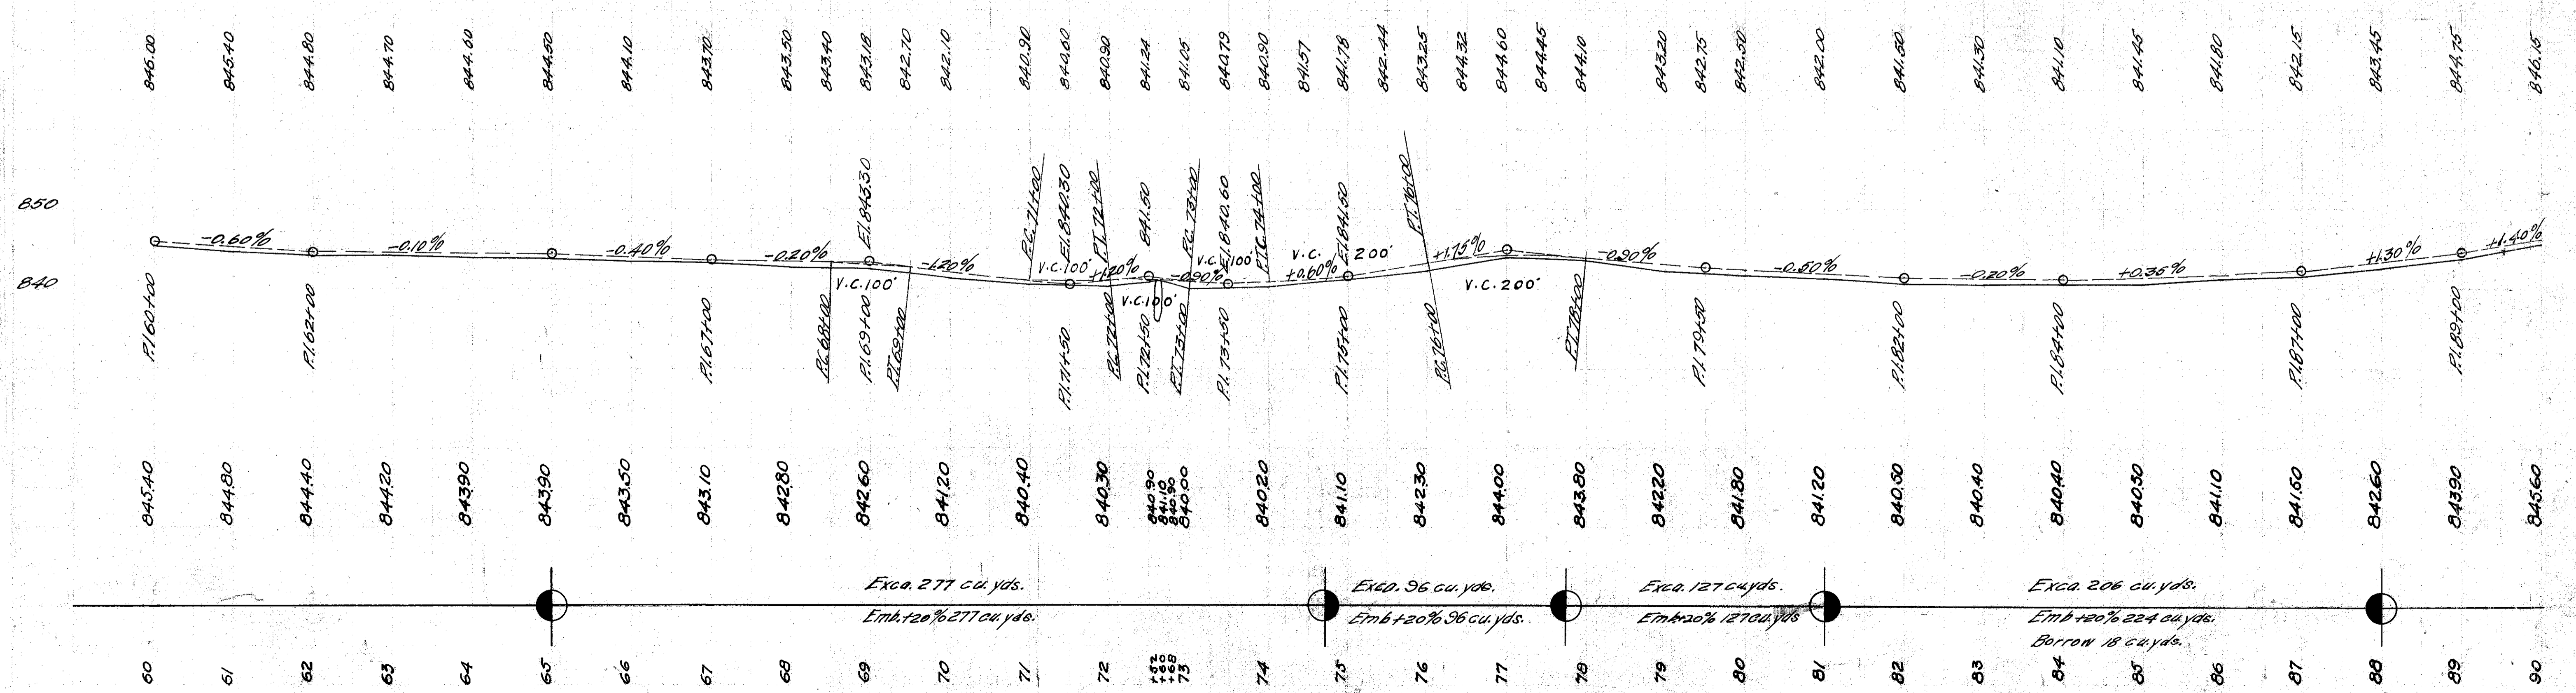 846.00 845.40 844.80 844.70 844.60 844.50 844.10 843.70 843.50 843.40 843.18 842.70 842.10 840.90 840.60 840.90 841.24 841.05 840.79 840.90 841.57 841.78 842.44 843.25 844.32 844.60 844.45 844.10 843.20 842.75 842.50 842.00 841.50 841.30 841.10 841.45 841.80 842.15 843.45 844.75 846.15
El.843.30 P.C.71+00 El.840.30 P.T.72+00 841.50 P.C.73+00 El.840.60 P.T.C.74+00 El.841.50 P.T.76+00
850
-0.60% -0.10% -0.40% -0.20% -1.20% V.C.100' +1.20% -0.90% V.C.100' V.C. 200' +0.60% +1.75% -0.90% -0.50% -0.20% +0.35% +1.30% +1.40%
840
V.C.100' V.C.100' V.C.200'
P.I.60+00 P.I.62+00 P.I.67+00 P.C.68+00 P.I.69+00 P.T.69+00 P.I.71+50 P.C.72+00 P.I.72+50 P.T.73+00 P.I.73+50 P.I.75+00 P.C.76+00 P.T.78+00 P.I.79+50 P.I.82+00 P.I.84+00 P.I.87+00 P.I.89+00
845.40 844.80 844.40 844.20 843.90 843.90 843.50 843.10 842.80 842.60 841.20 840.40 840.30 840.90 841.10 840.90 840.00 840.20 841.10 842.30 844.00 843.80 842.20 841.80 841.20 840.50 840.40 840.40 840.50 841.10 841.50 842.60 843.90 845.60
Exca. 277 cu.yds. Exca. 96 cu.yds. Exca. 127 cu.yds. Exca. 206 cu.yds.
Emb.+20% 277 cu.yds. Emb+20% 96 cu.yds. Emb+20% 127 cu.yds Emb+20% 224 cu.yds.
Borrow 18 cu.yds.
60 61 62 63 64 65 66 67 68 69 70 71 72 +52 +60 +68 73 74 75 76 77 78 79 80 81 82 83 84 85 86 87 88 89 90